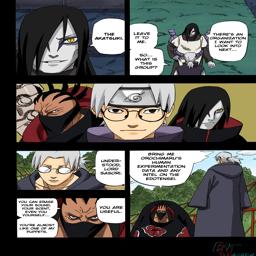 THE
AKATSUKI.
LEAVE
IT TO
ME.
SO...
WHAT IS
THIS
GROUP?
THERE'S AN
ORGANIZATION
I WANT TO
LOOK INTO
NEXT...
UNDER-
STOOD,
LORD
SASORI.
YOU CAN ERASE
YOUR SOUND,
YOUR SCENT,
EVEN
YOURSELF.
YOU'RE ALMOST
LIKE ONE OF MY
PUPPETS.
YOU ARE
USEFUL.
BRING ME
OROCHIMARU'S
HUMAN
EXPERIMENTATION
DATA AND
ANY INTEL
ON THE
EDOTENSEI.